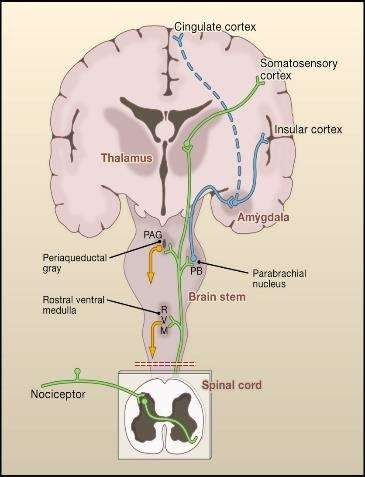 Cingulate cortex
Somatosensory
cortex
Insular cortex
Thalamus
Amygdala
PAG
Periaqueductal
gray
PB
Parabrachial
nucleus
Brain stem
Rostral ventral
medulla
R
V
M
Spinal cord
Nociceptor